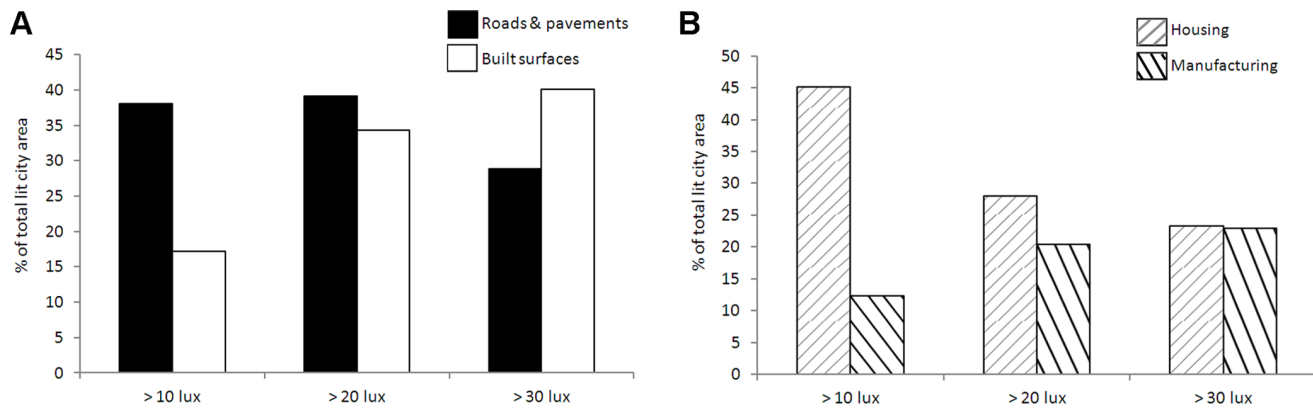 A
Roads & pavements
Built surfaces
% of total lit city area
45
40
35
30
25
20
15
10
5
0
> 10 lux
> 20 lux
> 30 lux
B
Housing
Manufacturing
% of total lit city area
50
45
40
35
30
25
20
15
10
5
0
> 10 lux
> 20 lux
> 30 lux